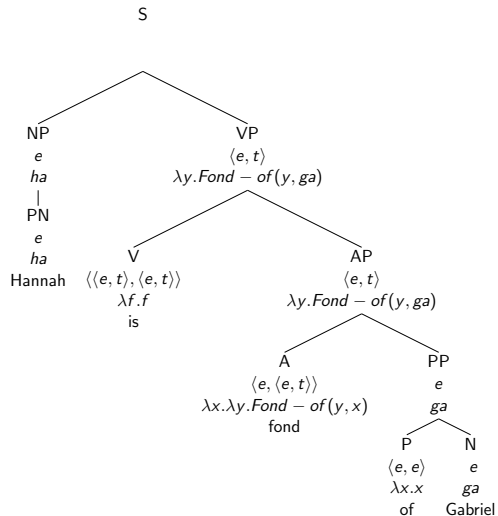 S
NP VP
e ⟨e, t⟩
ha λy.Fond − of(y, ga)
PN
e V AP
ha ⟨⟨e, t⟩, ⟨e, t⟩⟩ ⟨e, t⟩
Hannah λf.f λy.Fond − of(y, ga)
is
A PP
⟨e, ⟨e, t⟩⟩ e
λx.λy.Fond − of(y, x) ga
fond
P N
⟨e, e⟩ e
λx.x ga
of Gabriel